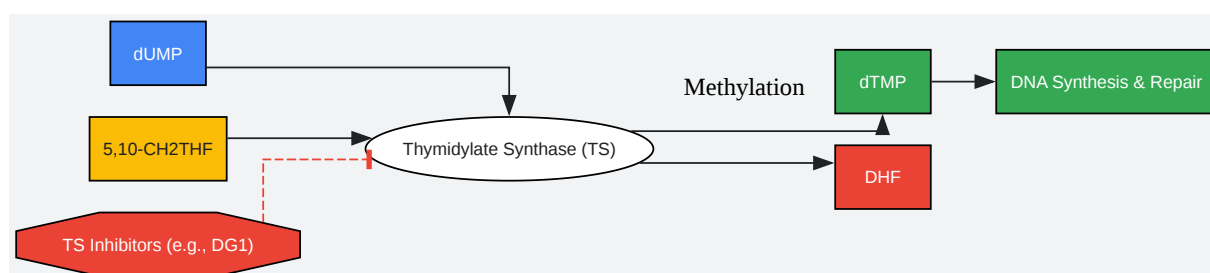 dUMP
5,10-CH2THF
TS Inhibitors (e.g., DG1)
Thymidylate Synthase (TS)
Methylation
dTMP
DHF
DNA Synthesis & Repair